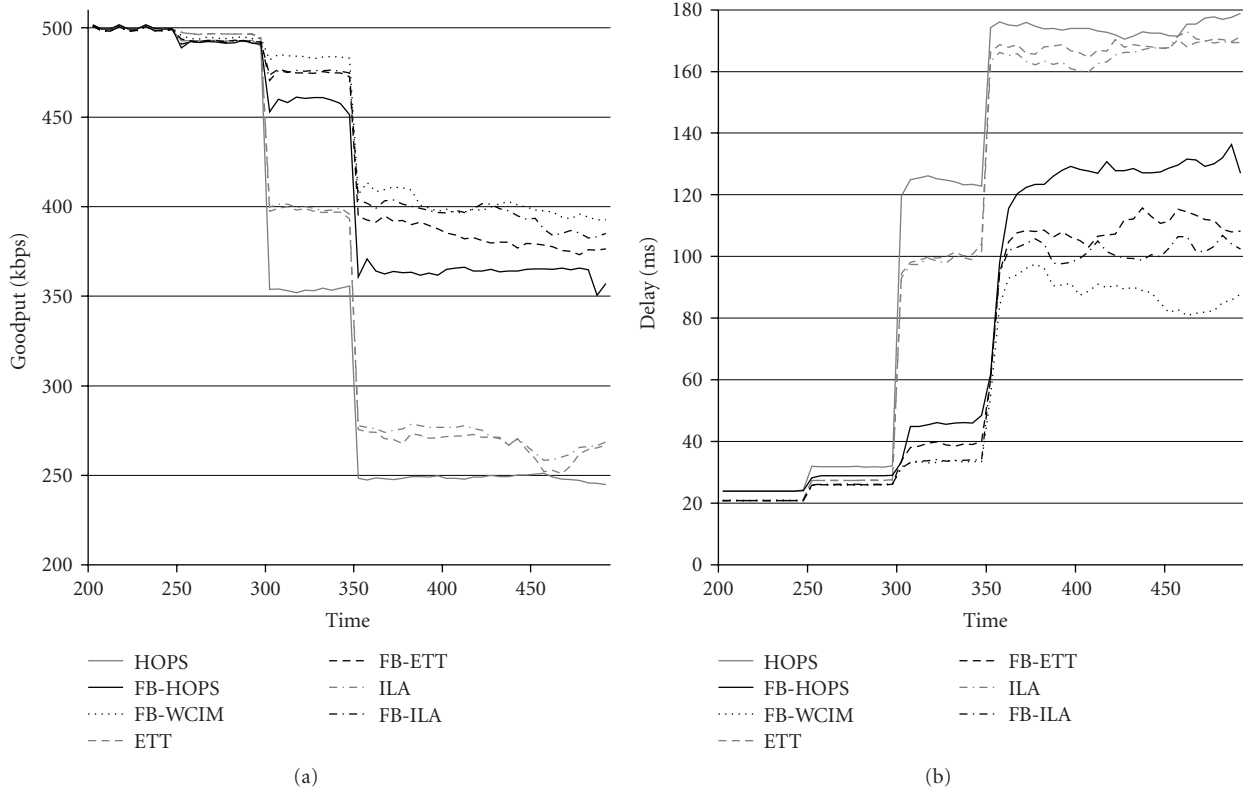 500
450
400
350
300
250
200
Goodput (kbps)
200 250 300 350 400 450
Time
HOPS
FB-HOPS
FB-WCIM
ETT
FB-ETT
ILA
FB-ILA
(a)
180
160
140
120
100
80
60
40
20
0
Delay (ms)
200 250 300 350 400 450
Time
HOPS
FB-HOPS
FB-WCIM
ETT
FB-ETT
ILA
FB-ILA
(b)